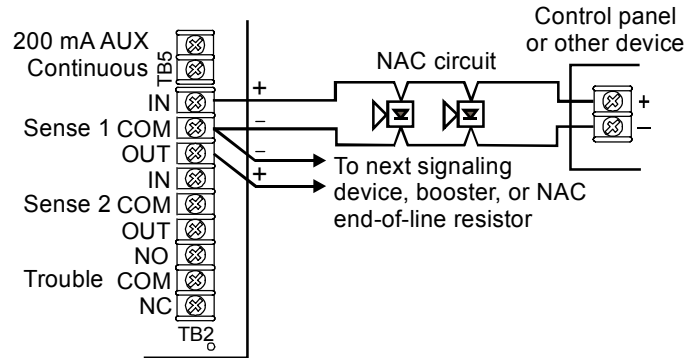 Control panel
or other device
200 mA AUX
Continuous
TB5
NAC circuit
IN
+
+
Sense 1 COM
–
–
OUT
–
To next signaling
device, booster, or NAC
end-of-line resistor
+
IN
Sense 2 COM
OUT
NO
Trouble COM
NC
TB2